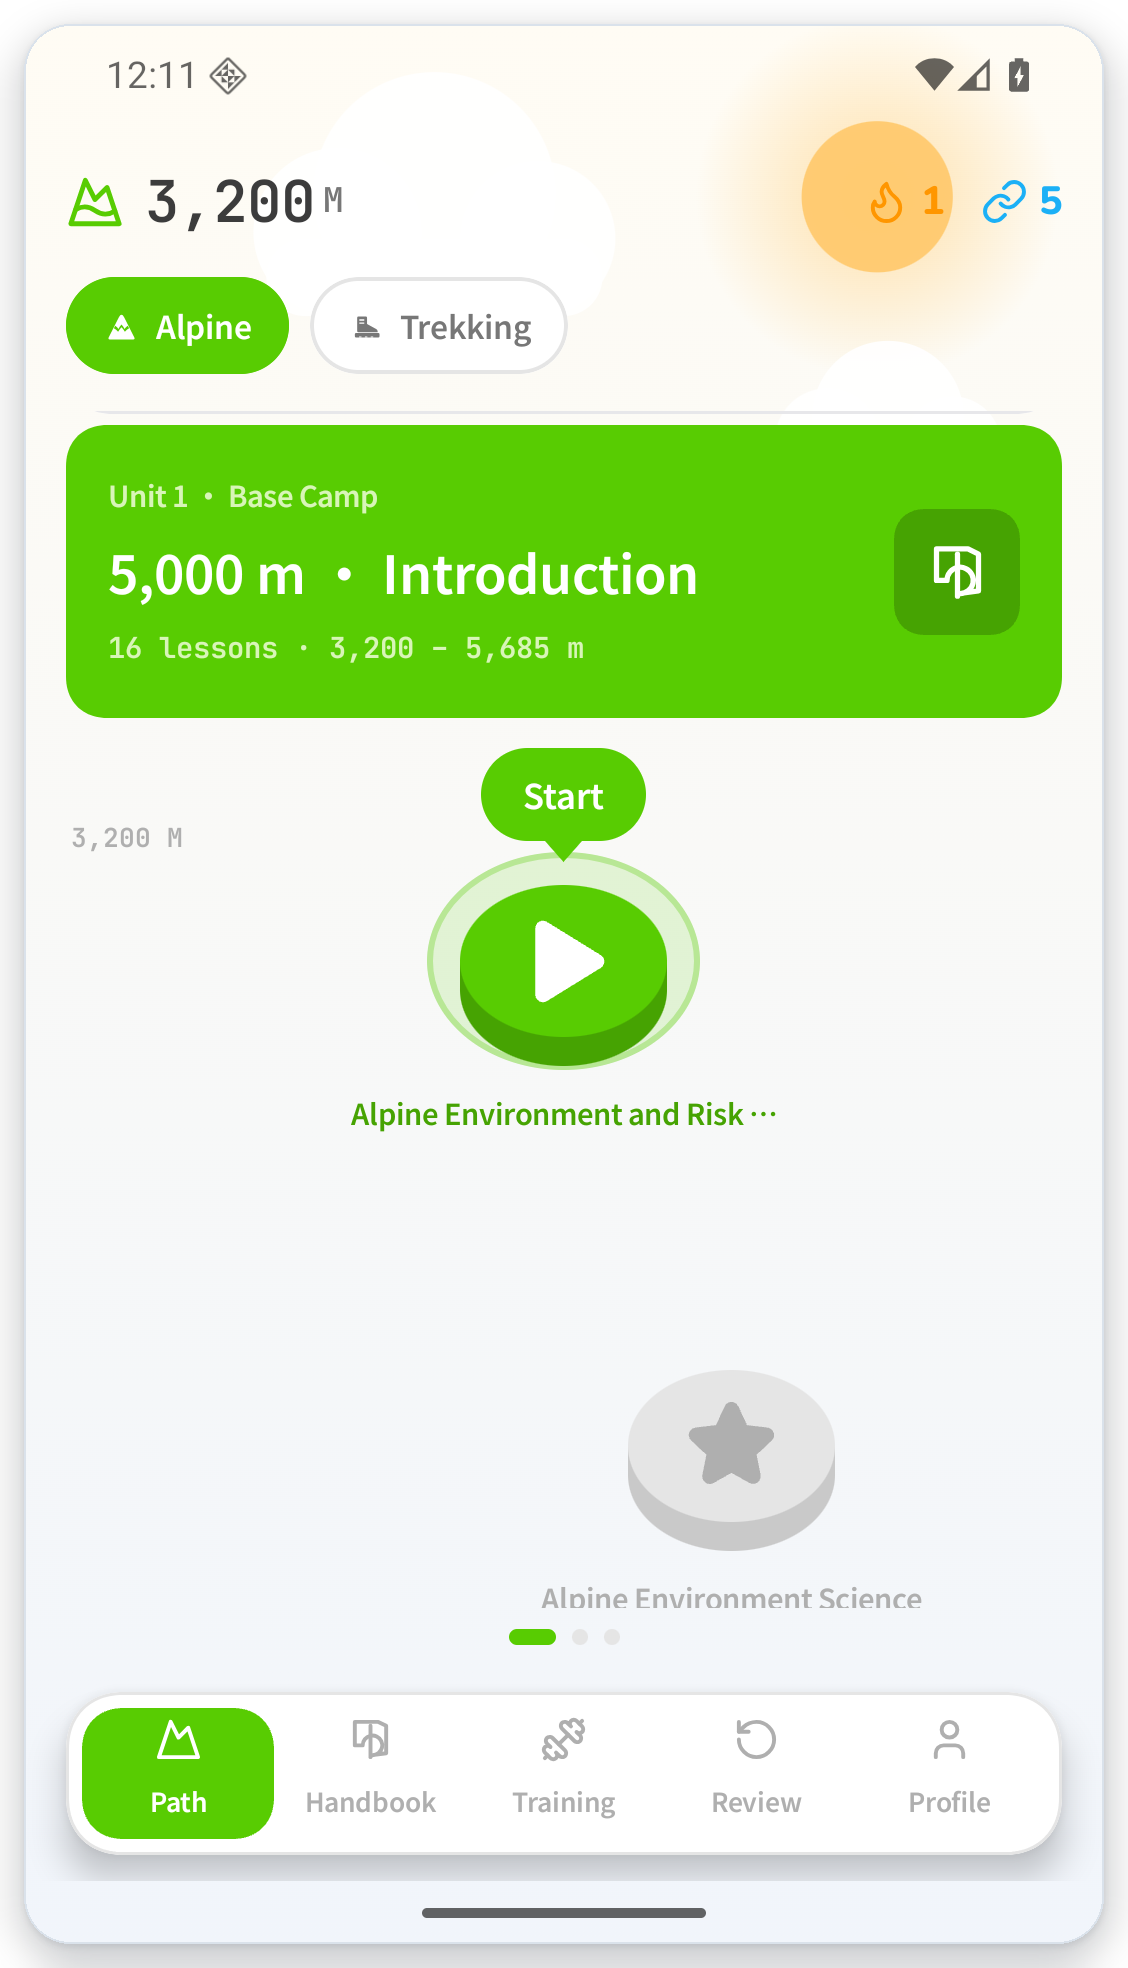 12:11
3,200 M
1
5
Alpine
Trekking
Unit 1 • Base Camp
5,000 m • Introduction
16 lessons · 3,200 – 5,685 m
Start
3,200 M
Alpine Environment and Risk ···
Alpine Environment Science
Path
Handbook
Training
Review
Profile